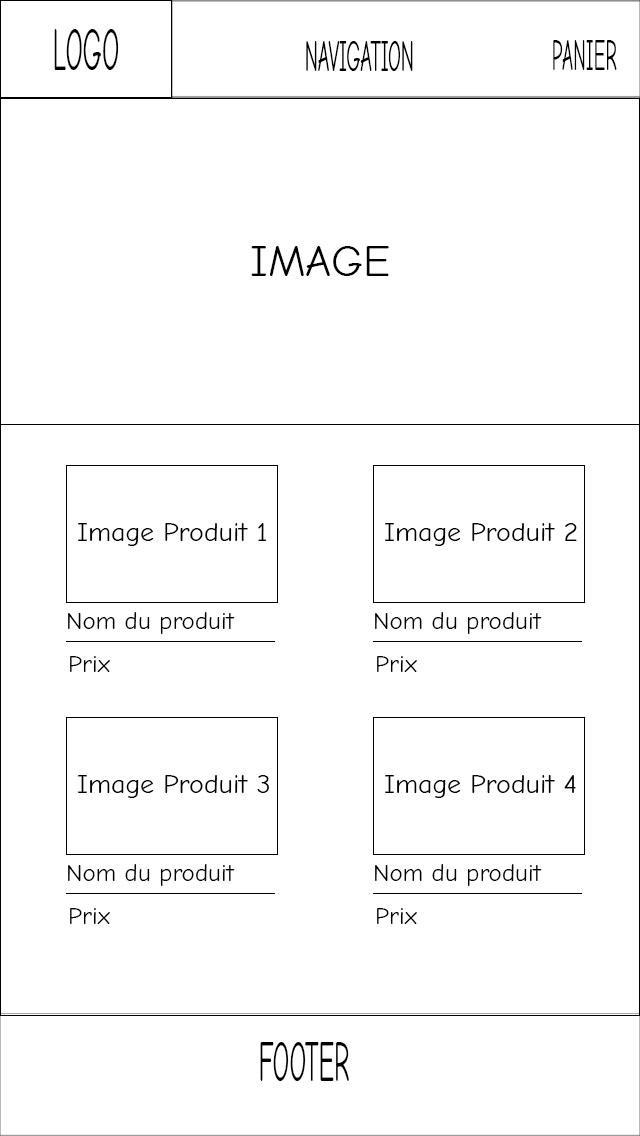 LOGO
NAVIGATION
PANIER
IMAGE
Image Produit 1
Image Produit 2
Nom du produit
Nom du produit
Prix
Prix
Image Produit 3
Image Produit 4
Nom du produit
Nom du produit
Prix
Prix
FOOTER